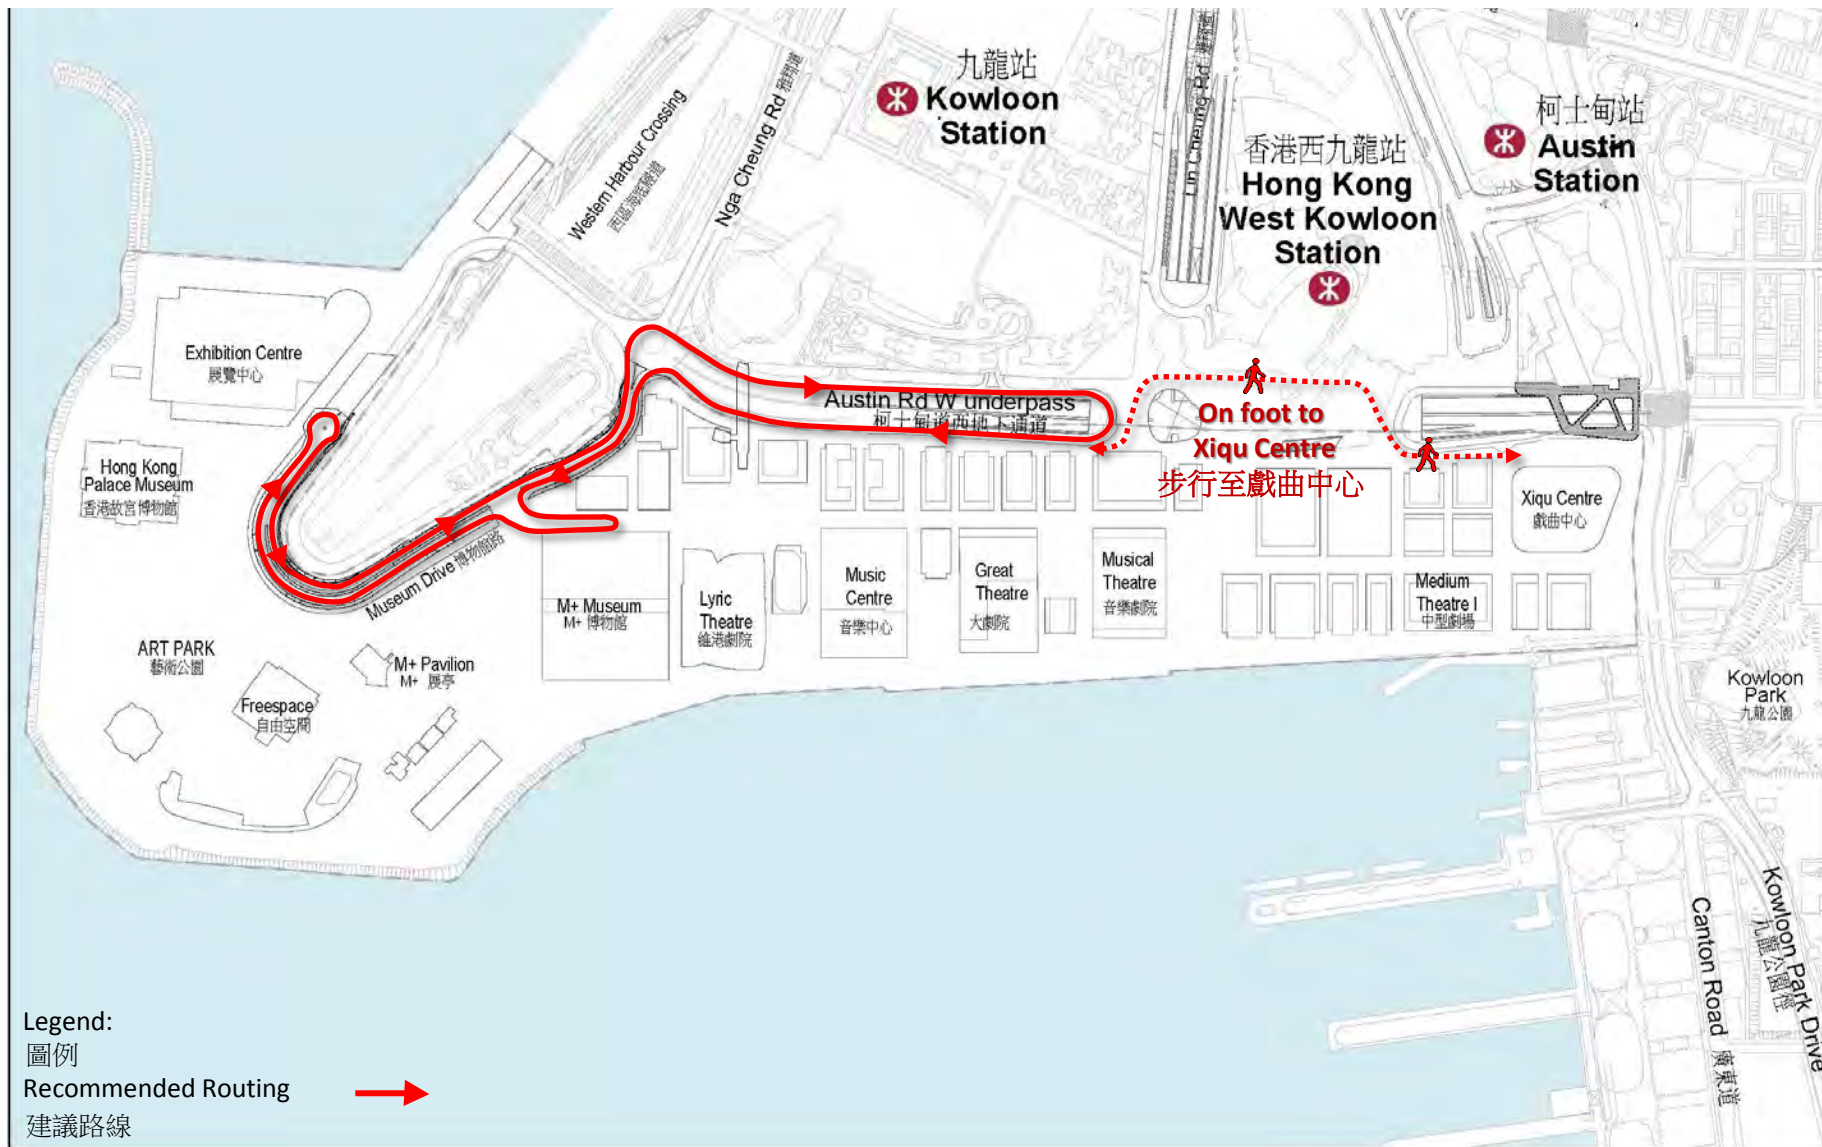 九龍站
Kowloon
Station
柯士甸站
Austin
Station
香港西九龍站
Hong Kong
West Kowloon
Station
Western Harbour Crossing
西區海底隧道
Nga Cheung Rd 雅翔道
Lin Cheung Rd 連翔道
Exhibition Centre
展覽中心
Austin Rd W underpass
柯士甸道西地下通道
On foot to
Xiqu Centre
步行至戲曲中心
Hong Kong
Palace Museum
香港故宮博物館
Xiqu Centre
戲曲中心
Museum Drive 博物館路
M+ Museum
M+ 博物館
Lyric
Theatre
維港劇院
Music
Centre
音樂中心
Great
Theatre
大劇院
Musical
Theatre
音樂劇院
Medium
Theatre I
中型劇場
ART PARK
藝術公園
M+ Pavilion
M+ 展亭
Freespace
自由空間
Kowloon
Park
九龍公園
Kowloon Park Drive
九龍公園徑
Canton Road 廣東道
Legend:
圖例
Recommended Routing
建議路線